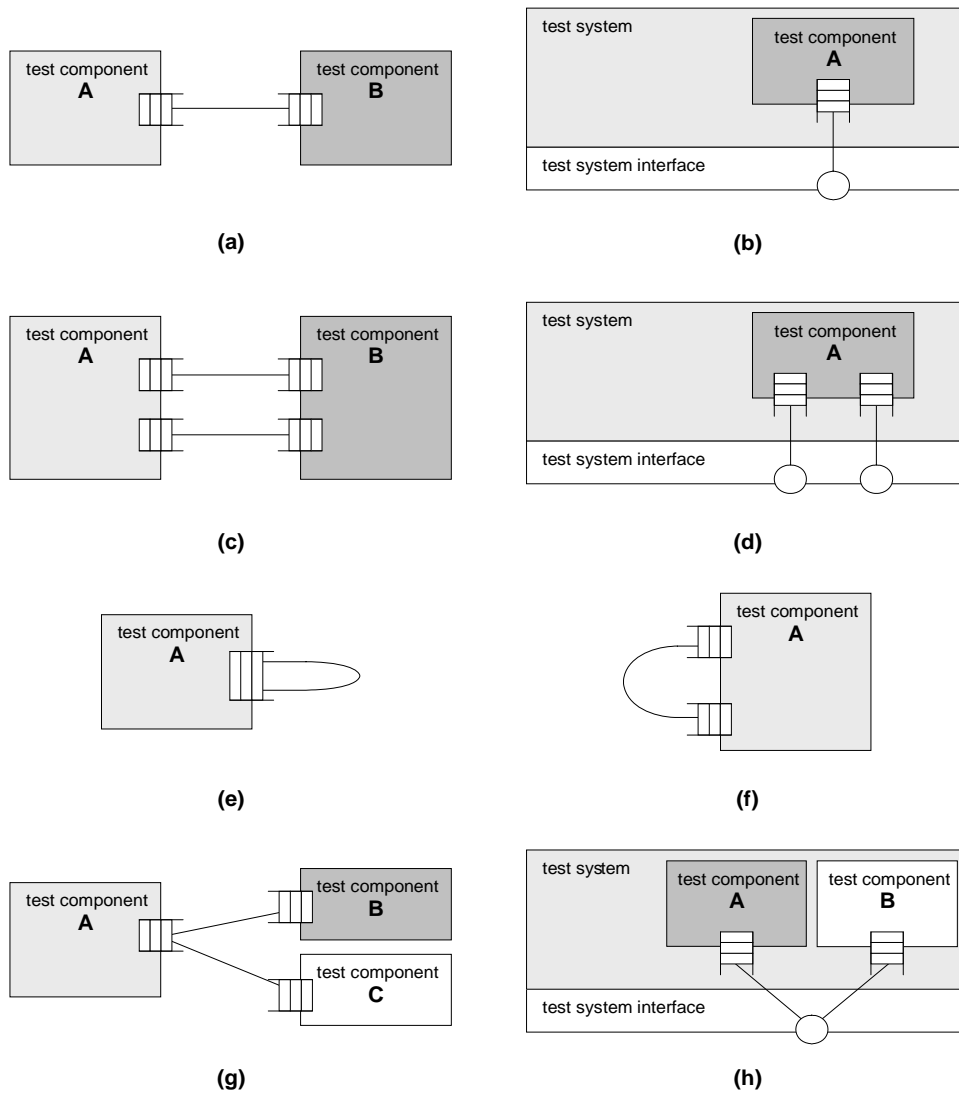 test component
A
test component
B
(a)
test system
test component
A
test system interface
(b)
test component
A
test component
B
(c)
test system
test component
A
test system interface
(d)
test component
A
(e)
test component
A
(f)
test component
A
test component
B
test component
C
(g)
test system
test component
A
test component
B
test system interface
(h)